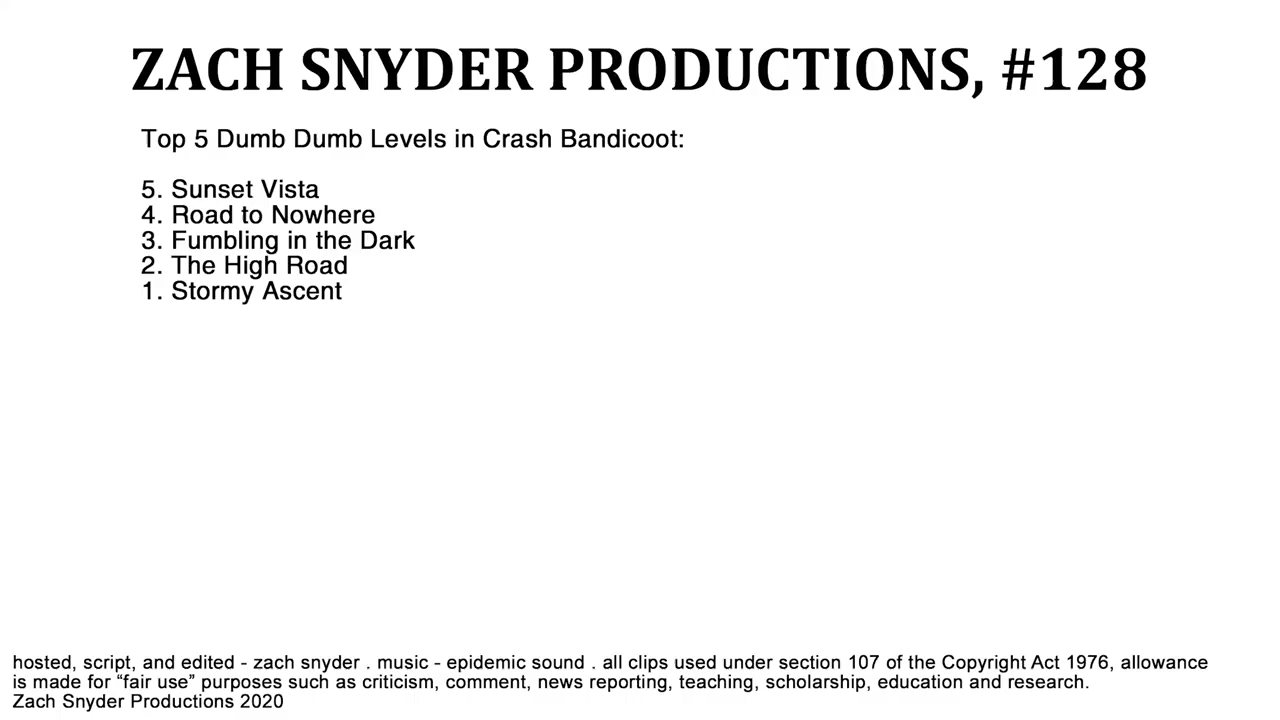 ZACH SNYDER PRODUCTIONS, #128
Top 5 Dumb Dumb Levels in Crash Bandicoot:
5. Sunset Vista
4. Road to Nowhere
3. Fumbling in the Dark
2. The High Road
1. Stormy Ascent
hosted, script, and edited - zach snyder . music - epidemic sound . all clips used under section 107 of the Copyright Act 1976, allowance
is made for “fair use” purposes such as criticism, comment, news reporting, teaching, scholarship, education and research.
Zach Snyder Productions 2020